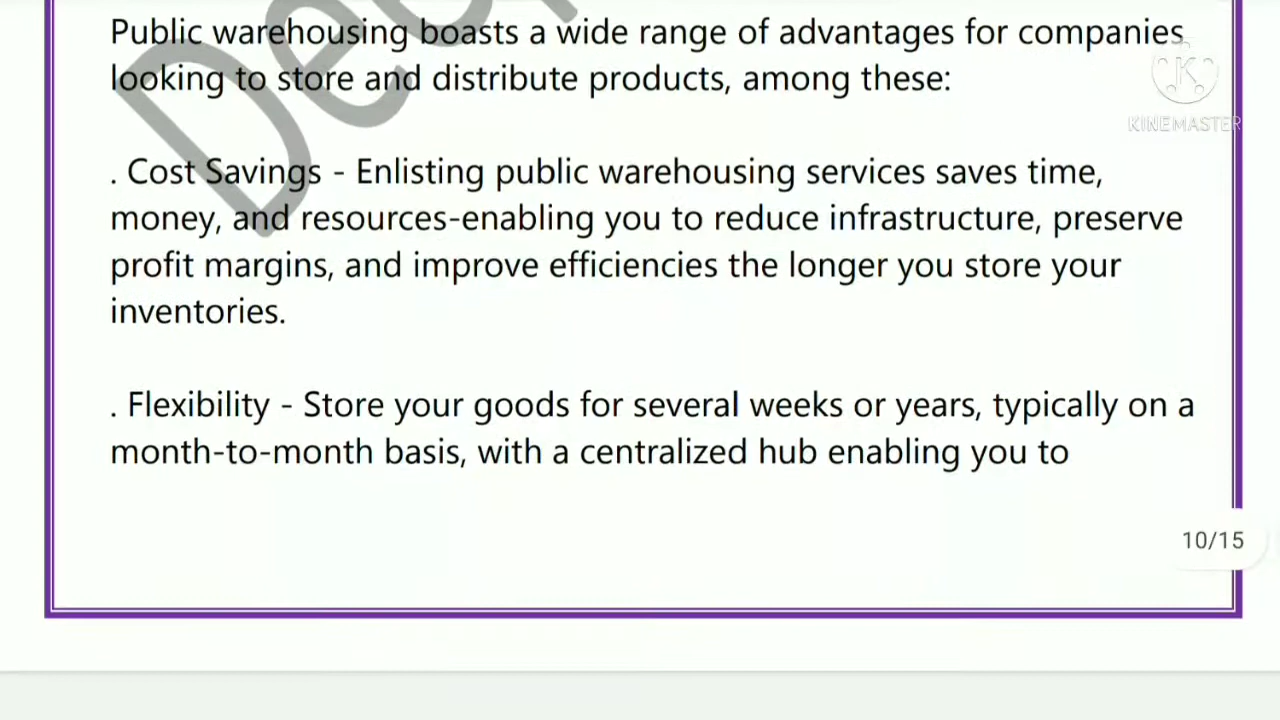 Public warehousing boasts a wide range of advantages for companies
looking to store and distribute products, among these:
K
KINEMASTER
. Cost Savings - Enlisting public warehousing services saves time,
money, and resources-enabling you to reduce infrastructure, preserve
profit margins, and improve efficiencies the longer you store your
inventories.
. Flexibility - Store your goods for several weeks or years, typically on a
month-to-month basis, with a centralized hub enabling you to
10/15